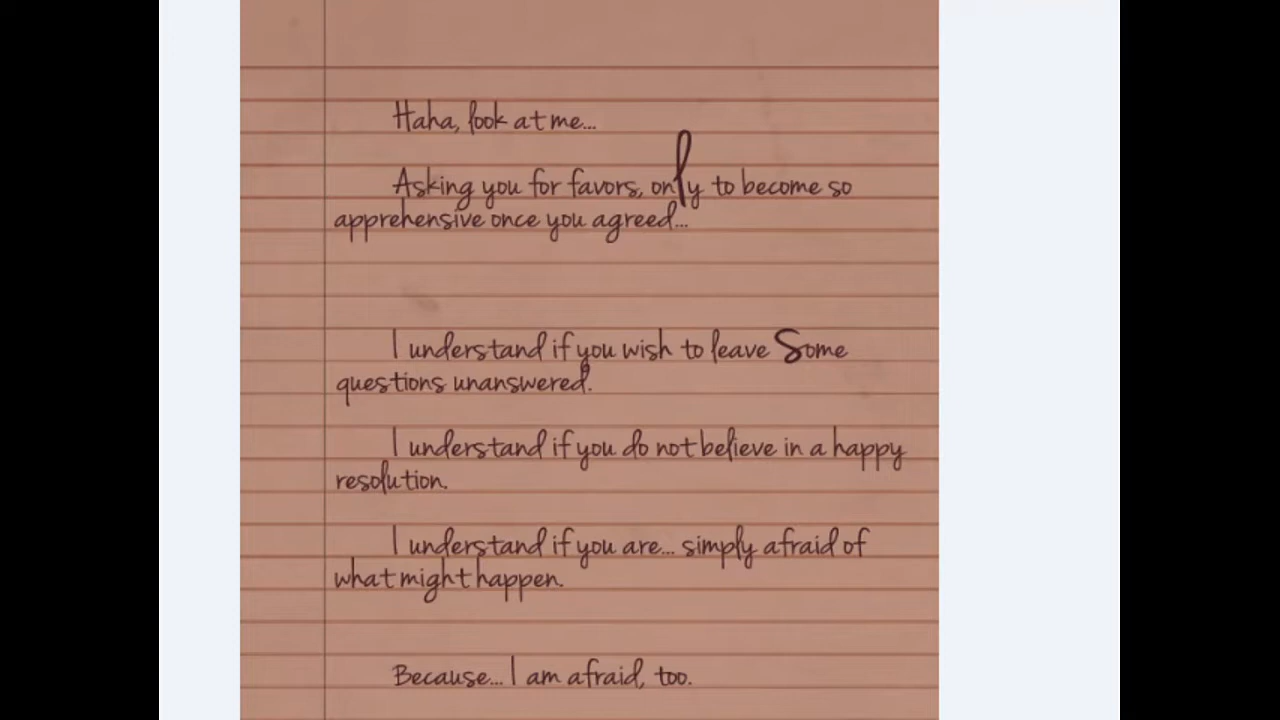 Haha, look at me...
Asking you for favors, only to become so
apprehensive once you agreed...
I understand if you wish to leave Some
questions unanswered.
I understand if you do not believe in a happy
resolution.
I understand if you are... simply afraid of
what might happen.
Because... I am afraid, too.